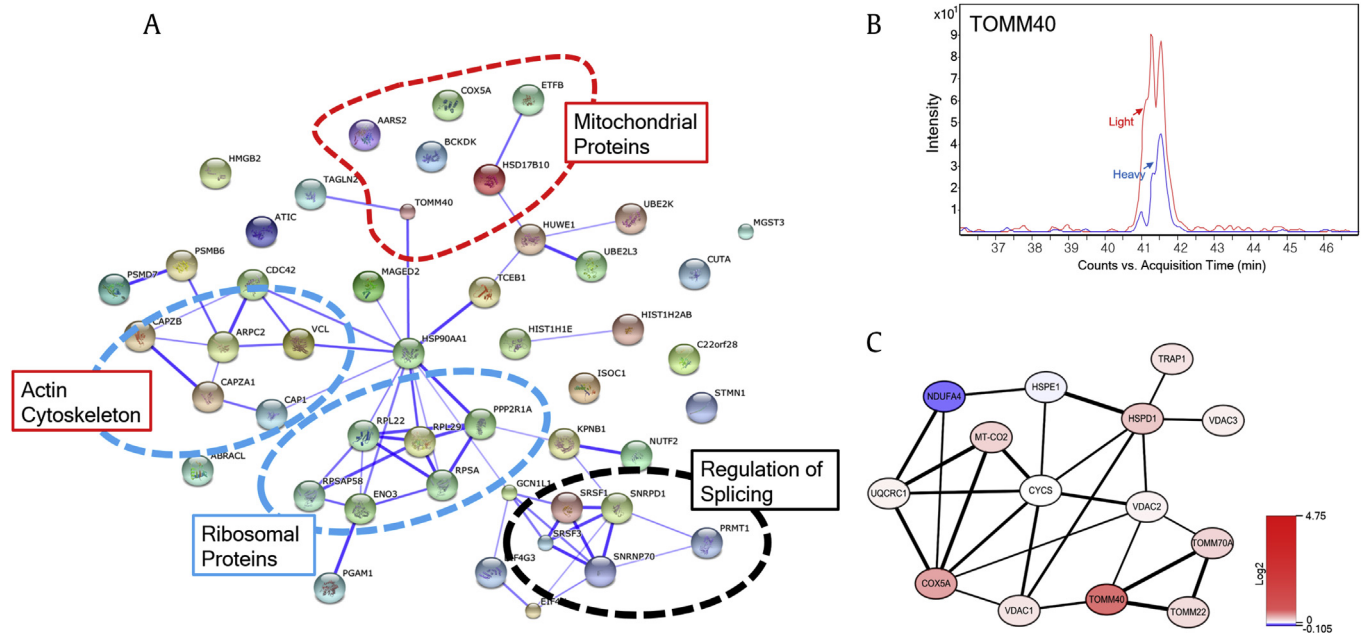 A
COX5A
ETFB
AARS2
BCKDK
Mitochondrial
Proteins
HMGB2
HSD17B10
TAGLN2
TOMM40
UBE2K
ATIC
HUWE1
MGST3
PSMB6
UBE2L3
PSMD7
CDC42
MAGED2
TCEB1
CUTA
CAPZB
ARPC2
VCL
HSP90AA1
HIST1H1E
HIST1H2AB
C22orf28
Actin
Cytoskeleton
CAPZA1
CAP1
ISOC1
STMN1
RPL22
RPL29
PPP2R1A
KPNB1
NUTF2
ABRACL
Regulation of
Splicing
RPSAP58
ENO3
RPSA
GCN1L1
SRSF1
SNRPD1
Ribosomal
Proteins
SRSF3
PRMT1
SNRNP70
EIF4G3
PGAM1
B
x10¹
TOMM40
9
8
7
6
5
4
3
2
1
Intensity
Light
Heavy
37 38 39 40 41 42 43 44 45 46
Counts vs. Acquisition Time (min)
C
TRAP1
NDUFA4
HSPE1
HSPD1
VDAC3
MT-CO2
UQCRC1
CYCS
VDAC2
TOMM70A
COX5A
VDAC1
TOMM40
TOMM22
4.75
Log2
0
-0.105